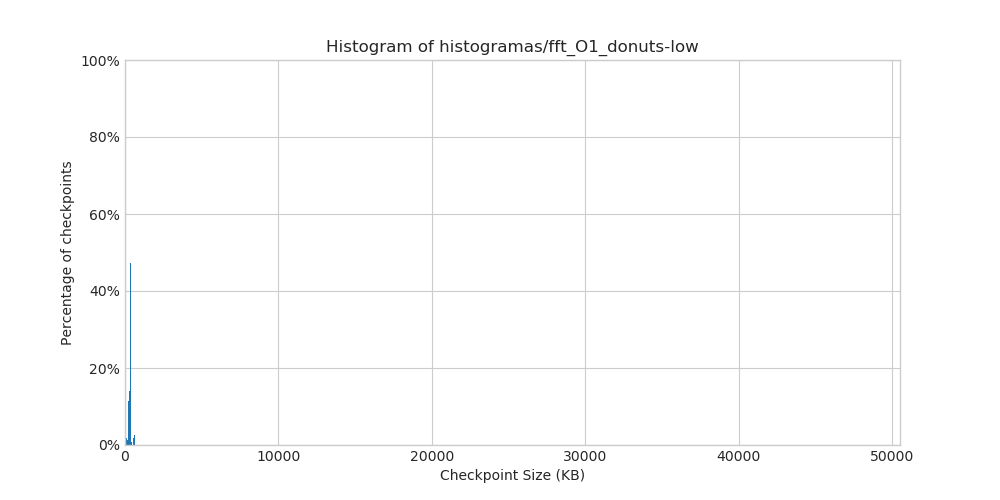 Histogram of histogramas/fft_O1_donuts-low
100%
80%
60%
40%
20%
0%
Percentage of checkpoints
0 10000 20000 30000 40000 50000
Checkpoint Size (KB)